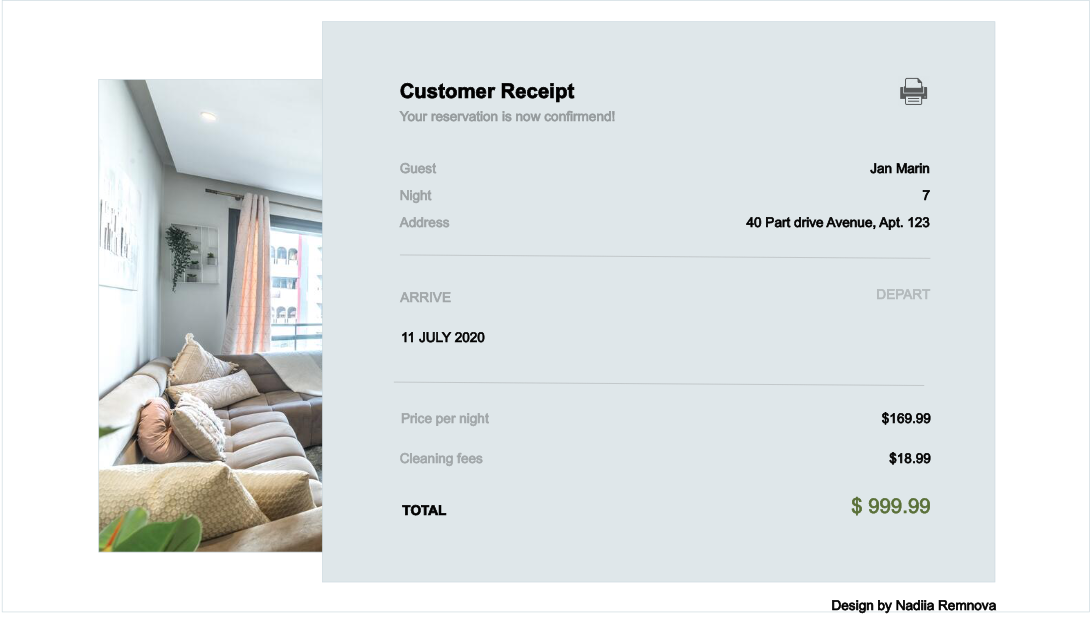 Customer Receipt
Your reservation is now confirmend!
Guest Jan Marin
Night 7
Address 40 Part drive Avenue, Apt. 123
ARRIVE DEPART
11 JULY 2020
Price per night $169.99
Cleaning fees $18.99
TOTAL $ 999.99
Design by Nadiia Remnova